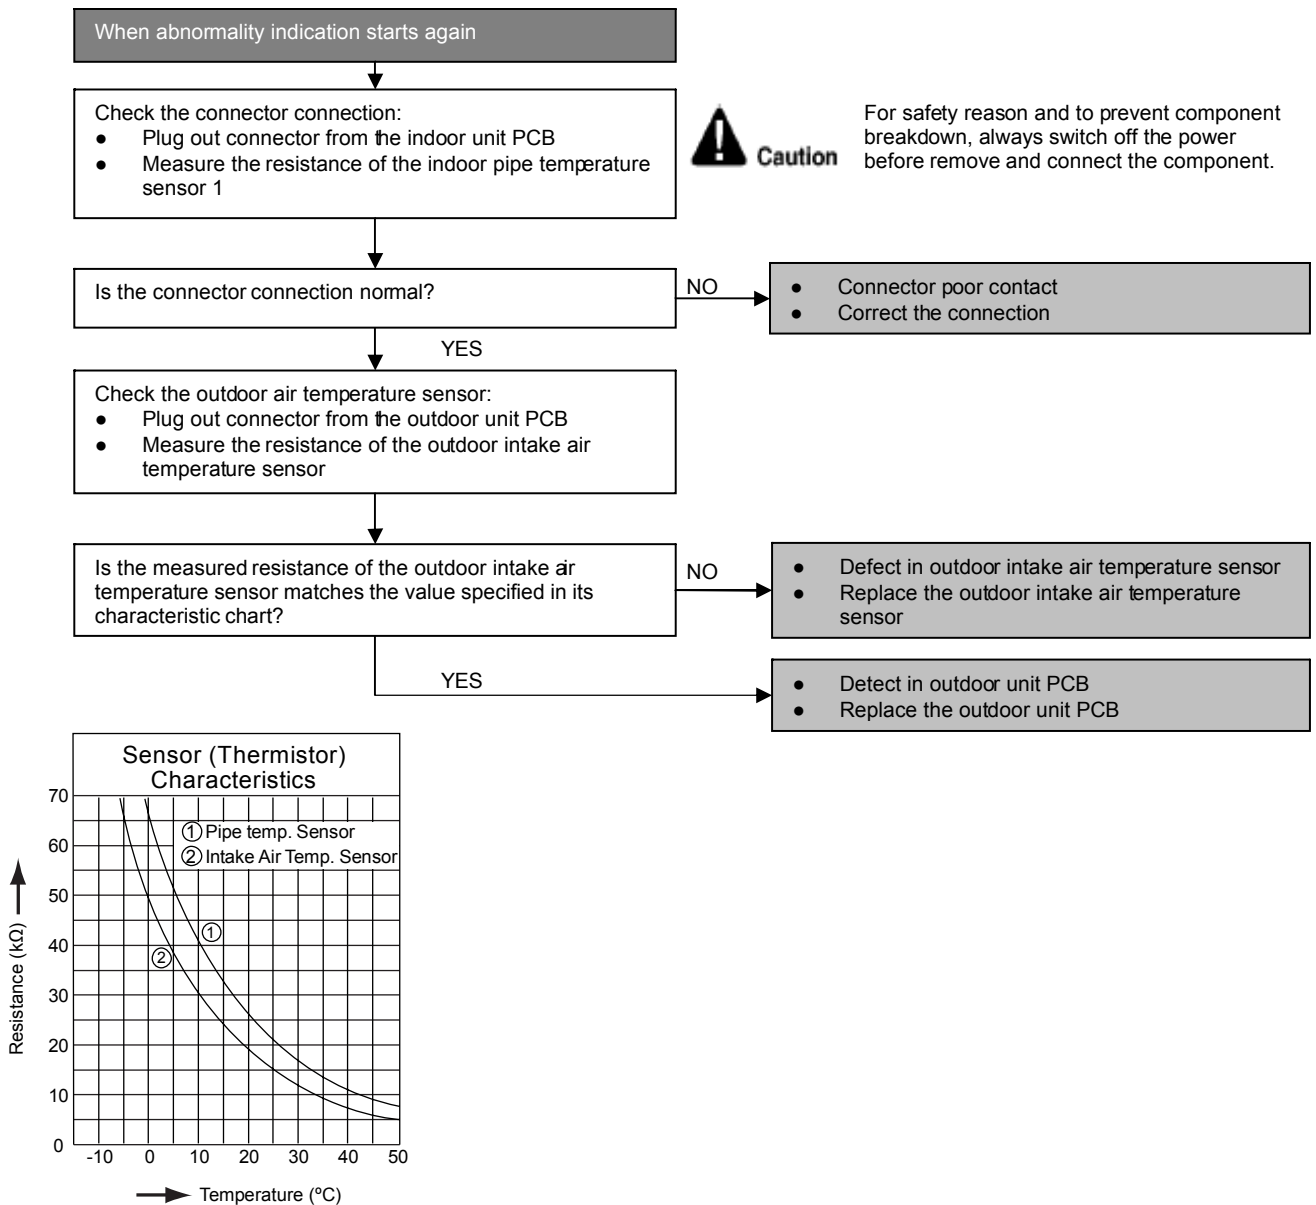 When abnormality indication starts again
Check the connector connection:
● Plug out connector from the indoor unit PCB
● Measure the resistance of the indoor pipe temperature
sensor 1
Caution
For safety reason and to prevent component
breakdown, always switch off the power
before remove and connect the component.
Is the connector connection normal?
NO
● Connector poor contact
● Correct the connection
YES
Check the outdoor air temperature sensor:
● Plug out connector from the outdoor unit PCB
● Measure the resistance of the outdoor intake air
temperature sensor
Is the measured resistance of the outdoor intake air
temperature sensor matches the value specified in its
characteristic chart?
NO
● Defect in outdoor intake air temperature sensor
● Replace the outdoor intake air temperature
sensor
YES
● Detect in outdoor unit PCB
● Replace the outdoor unit PCB
Sensor (Thermistor)
Characteristics
① Pipe temp. Sensor
② Intake Air Temp. Sensor
70
60
50
40
30
20
10
0
①
②
Resistance (kΩ)
-10 0 10 20 30 40 50
Temperature (ºC)